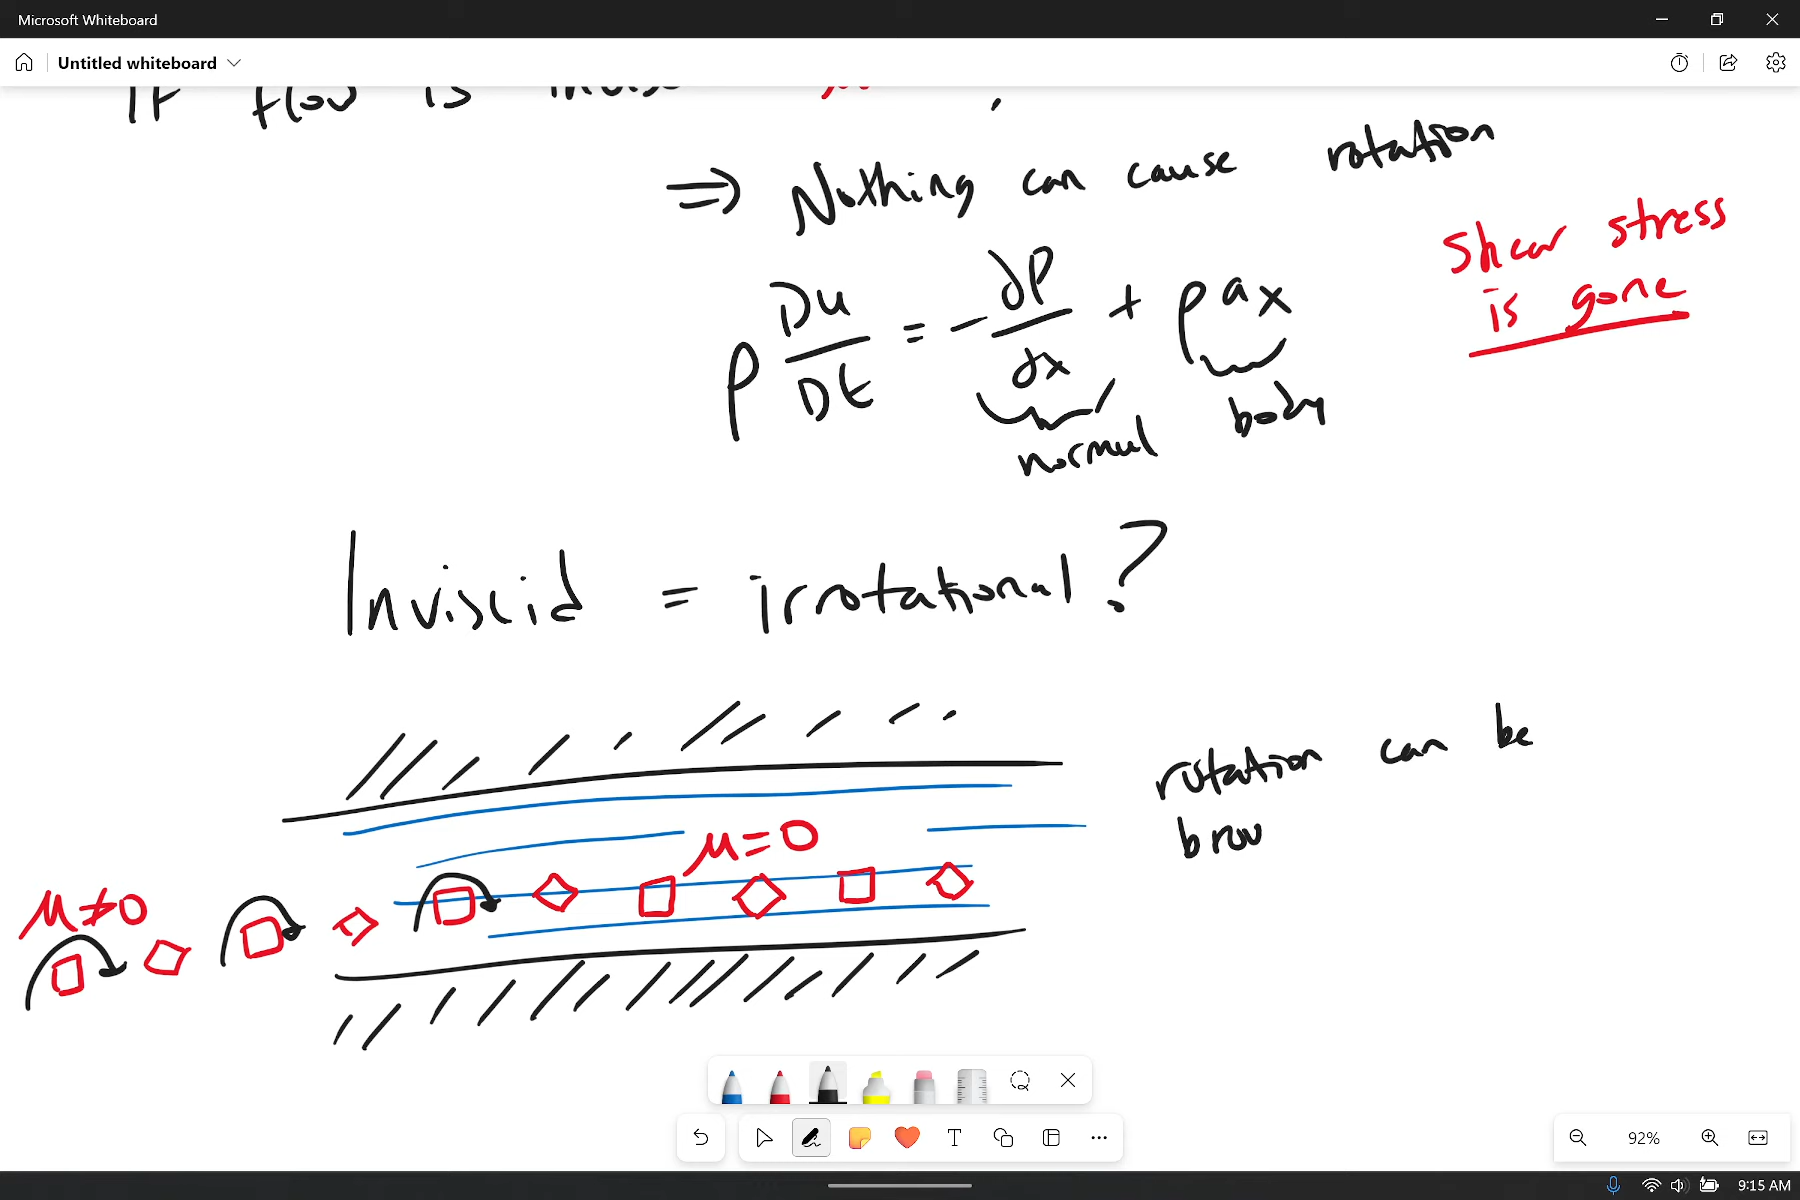 Microsoft Whiteboard
Untitled whiteboard
If flow is
⇒ Nothing can cause rotation
Shear stress
is gone
ρ Du/Dt = - ∂P/∂x + ρ ax
normal
body
Inviscid = irrotational?
rotation can be
brou
μ=0
μ≠0
92%
9:15 AM